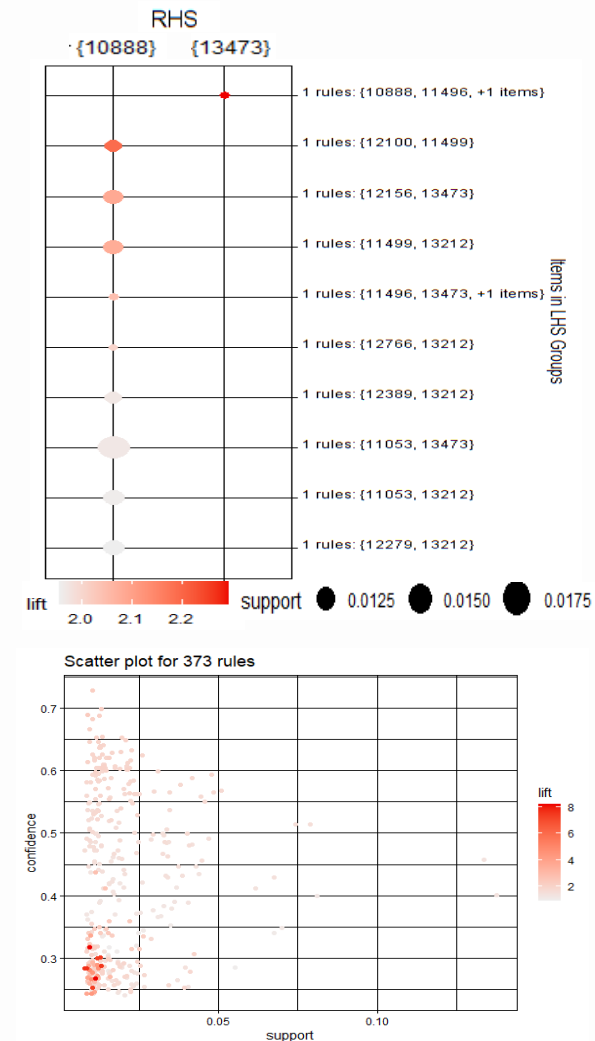 RHS
{10888} {13473}
1 rules: {10888, 11496, +1 items}
1 rules: {12100, 11499}
1 rules: {12156, 13473}
1 rules: {11499, 13212}
1 rules: {11496, 13473, +1 items}
1 rules: {12766, 13212}
1 rules: {12389, 13212}
1 rules: {11053, 13473}
1 rules: {11053, 13212}
1 rules: {12279, 13212}
Items in LHS Groups
lift
2.0 2.1 2.2
support 0.0125 0.0150 0.0175
Scatter plot for 373 rules
0.7
0.6
0.5
0.4
0.3
confidence
0.05 0.10
support
lift
8
6
4
2